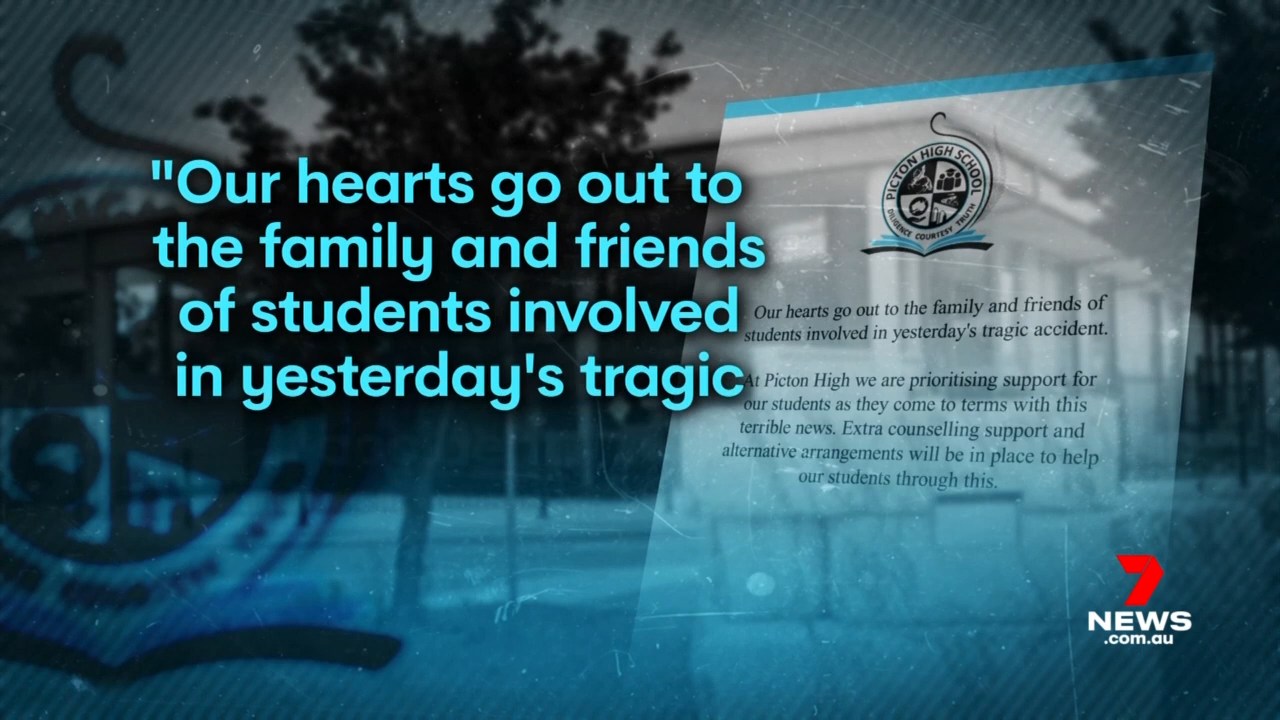 "Our hearts go out to
the family and friends
of students involved
in yesterday's tragic
PICTON HIGH SCHOOL
DILIGENCE COURTESY TRUTH
Our hearts go out to the family and friends of
students involved in yesterday's tragic accident.
At Picton High we are prioritising support for
our students as they come to terms with this
terrible news. Extra counselling support and
alternative arrangements will be in place to help
our students through this.
7
NEWS
.com.au